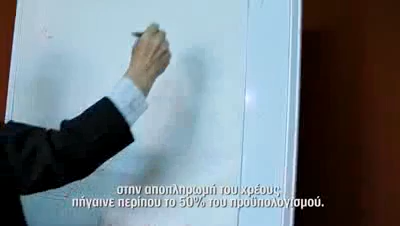 στην αποπληρωμή του χρέους
πήγαινε περίπου το 50% του προϋπολογισμού.